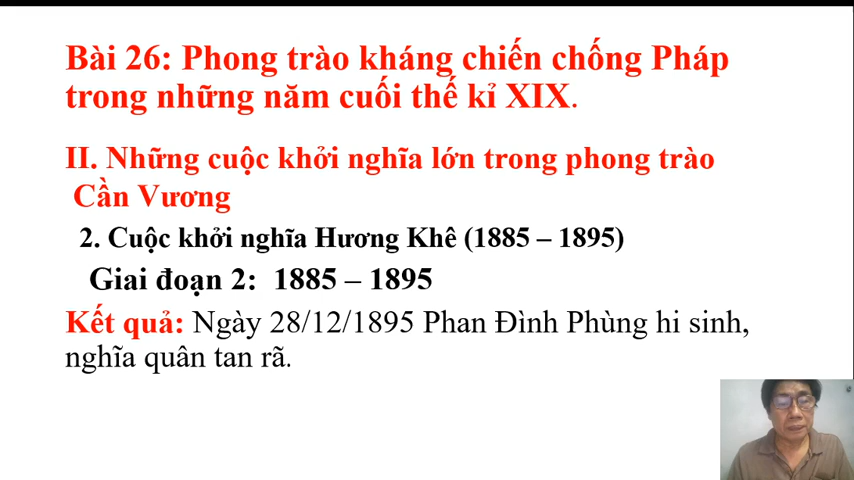 Bài 26: Phong trào kháng chiến chống Pháp
trong những năm cuối thế kỉ XIX.
II. Những cuộc khởi nghĩa lớn trong phong trào
Cần Vương
2. Cuộc khởi nghĩa Hương Khê (1885 – 1895)
Giai đoạn 2: 1885 – 1895
Kết quả: Ngày 28/12/1895 Phan Đình Phùng hi sinh,
nghĩa quân tan rã.